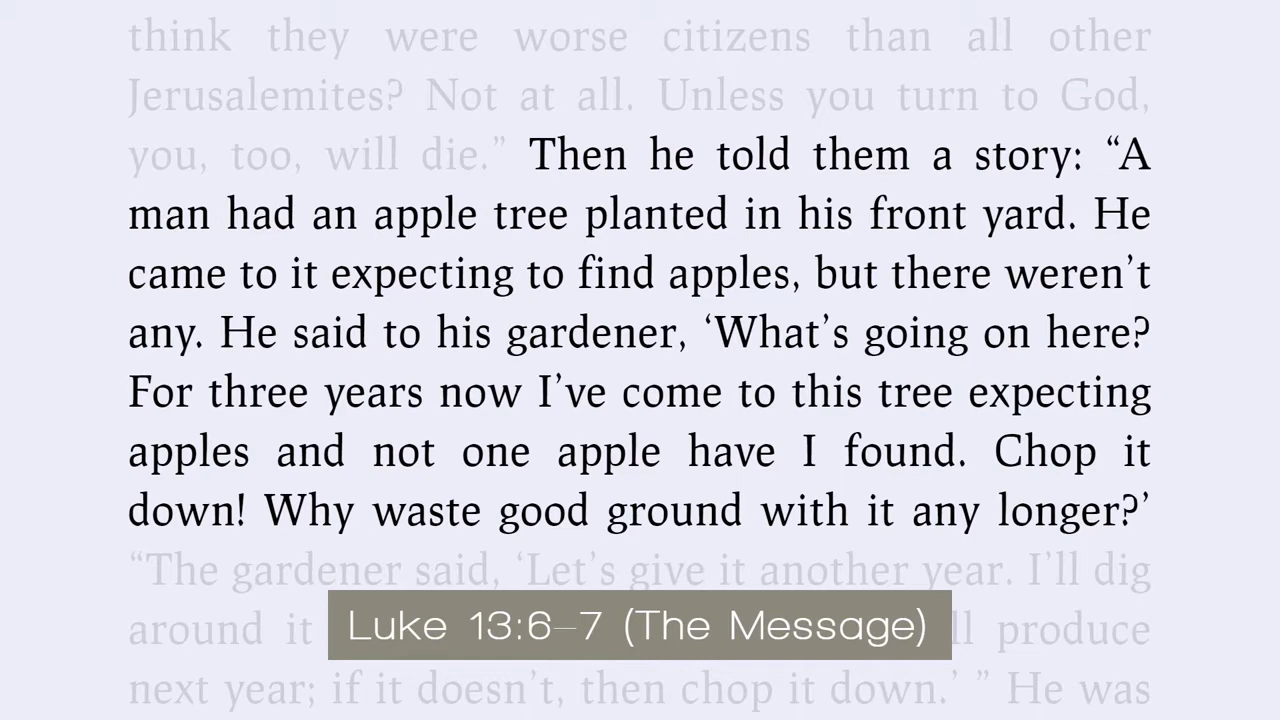 think they were worse citizens than all other
Jerusalemites? Not at all. Unless you turn to God,
you, too, will die.” Then he told them a story: “A
man had an apple tree planted in his front yard. He
came to it expecting to find apples, but there weren’t
any. He said to his gardener, ‘What’s going on here?
For three years now I’ve come to this tree expecting
apples and not one apple have I found. Chop it
down! Why waste good ground with it any longer?’
“The gardener said, ‘Let’s give it another year. I’ll dig
around it ll produce
Luke 13:6–7 (The Message)
next year; if it doesn’t, then chop it down.’ ” He was